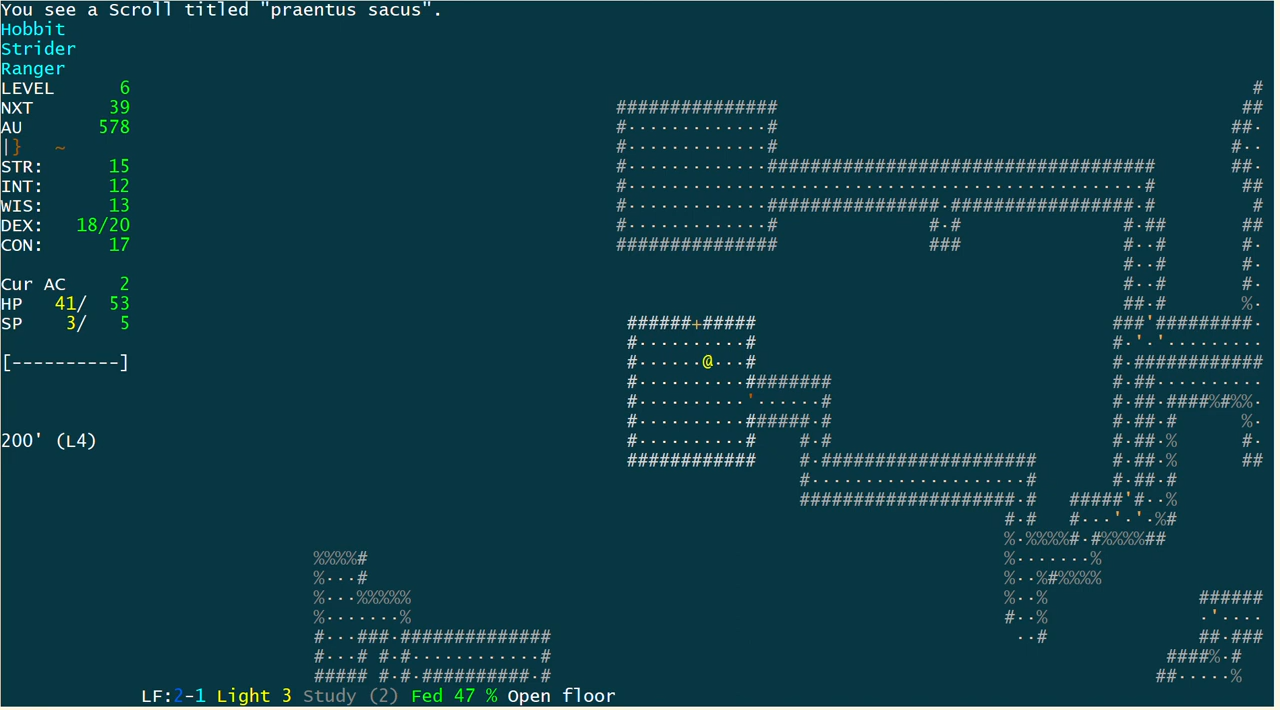 You see a Scroll titled "praentus sacus".
Hobbit
Strider
Ranger
LEVEL 6
NXT 39
AU 578
|} ~
STR: 15
INT: 12
WIS: 13
DEX: 18/20
CON: 17
Cur AC 2
HP 41/ 53
SP 3/ 5
[----------]
200' (L4)
LF:2-1 Light 3 Study (2) Fed 47 % Open floor